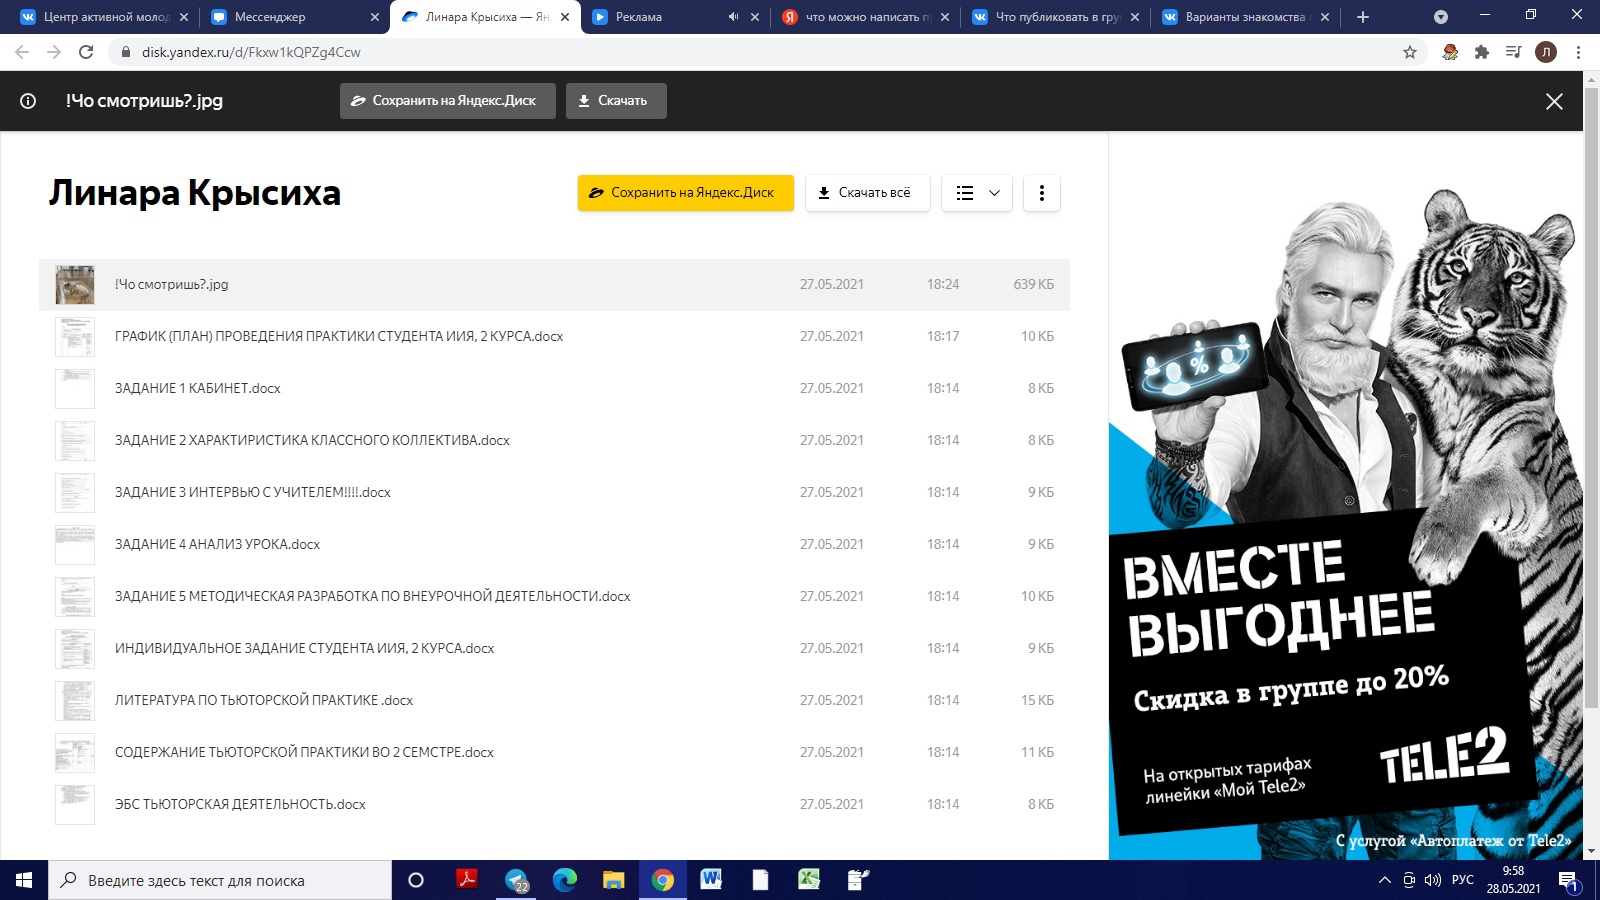 Центр активной молод
Мессенджер
Линара Крысиха — Ян
Реклама
что можно написать п
Что публиковать в гру
Варианты знакомства
disk.yandex.ru/d/Fkxw1kQPZg4Ccw
Л
!Чо смотришь?.jpg
Сохранить на Яндекс.Диск
Скачать
Линара Крысиха
Сохранить на Яндекс.Диск
Скачать всё
!Чо смотришь?.jpg 27.05.2021 18:24 639 КБ
ГРАФИК (ПЛАН) ПРОВЕДЕНИЯ ПРАКТИКИ СТУДЕНТА ИИЯ, 2 КУРСА.docx 27.05.2021 18:17 10 КБ
ЗАДАНИЕ 1 КАБИНЕТ.docx 27.05.2021 18:14 8 КБ
ЗАДАНИЕ 2 ХАРАКТИРИСТИКА КЛАССНОГО КОЛЛЕКТИВА.docx 27.05.2021 18:14 8 КБ
ЗАДАНИЕ 3 ИНТЕРВЬЮ С УЧИТЕЛЕМ!!!!.docx 27.05.2021 18:14 9 КБ
ЗАДАНИЕ 4 АНАЛИЗ УРОКА.docx 27.05.2021 18:14 9 КБ
ЗАДАНИЕ 5 МЕТОДИЧЕСКАЯ РАЗРАБОТКА ПО ВНЕУРОЧНОЙ ДЕЯТЕЛЬНОСТИ.docx 27.05.2021 18:14 10 КБ
ИНДИВИДУАЛЬНОЕ ЗАДАНИЕ СТУДЕНТА ИИЯ, 2 КУРСА.docx 27.05.2021 18:14 9 КБ
ЛИТЕРАТУРА ПО ТЬЮТОРСКОЙ ПРАКТИКЕ .docx 27.05.2021 18:14 15 КБ
СОДЕРЖАНИЕ ТЬЮТОРСКОЙ ПРАКТИКИ ВО 2 СЕМСТРЕ.docx 27.05.2021 18:14 11 КБ
ЭБС ТЬЮТОРСКАЯ ДЕЯТЕЛЬНОСТЬ.docx 27.05.2021 18:14 8 КБ
%
ВМЕСТЕ
ВЫГОДНЕЕ
Скидка в группе до 20%
На открытых тарифах
линейки «Мой Tele2»
TELE2
С услугой «Автоплатеж от Tele2»
Введите здесь текст для поиска
22
РУС
9:58
28.05.2021
1